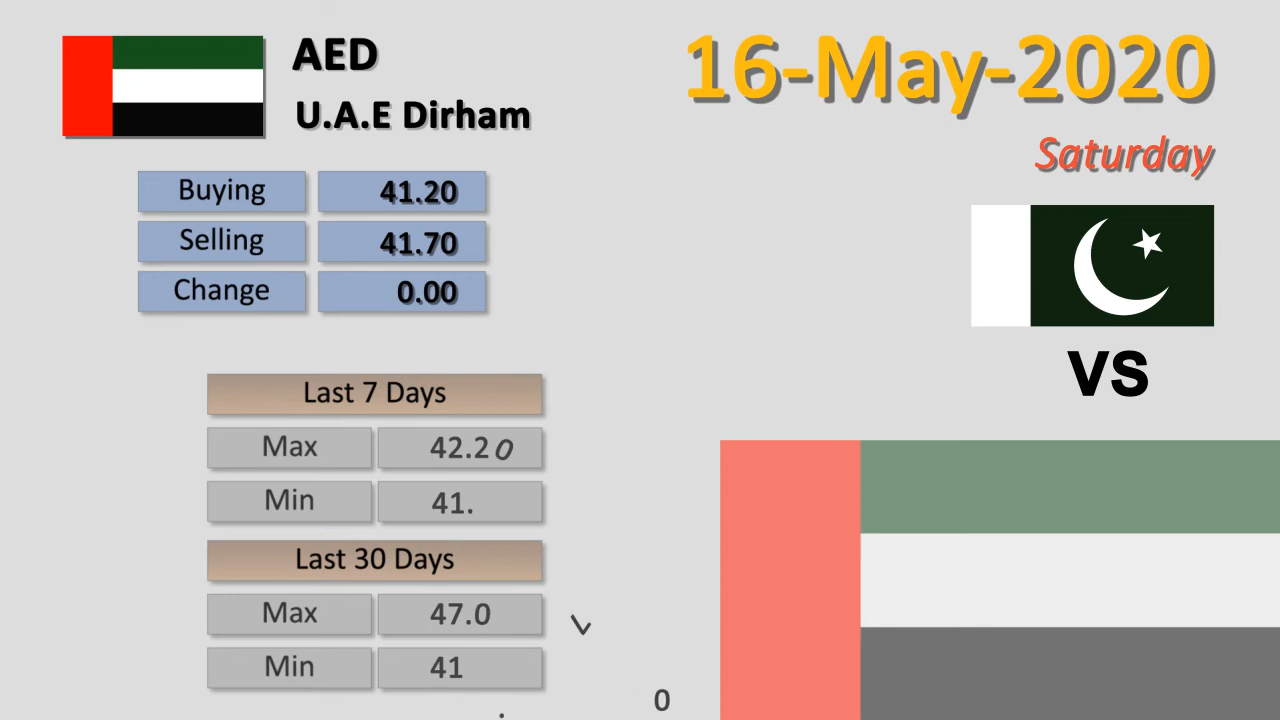 AED
U.A.E Dirham
16-May-2020
Saturday
Buying 41.20
Selling 41.70
Change 0.00
VS
Last 7 Days
Max 42.20
Min 41.
Last 30 Days
Max 47.0
Min 41
0
.